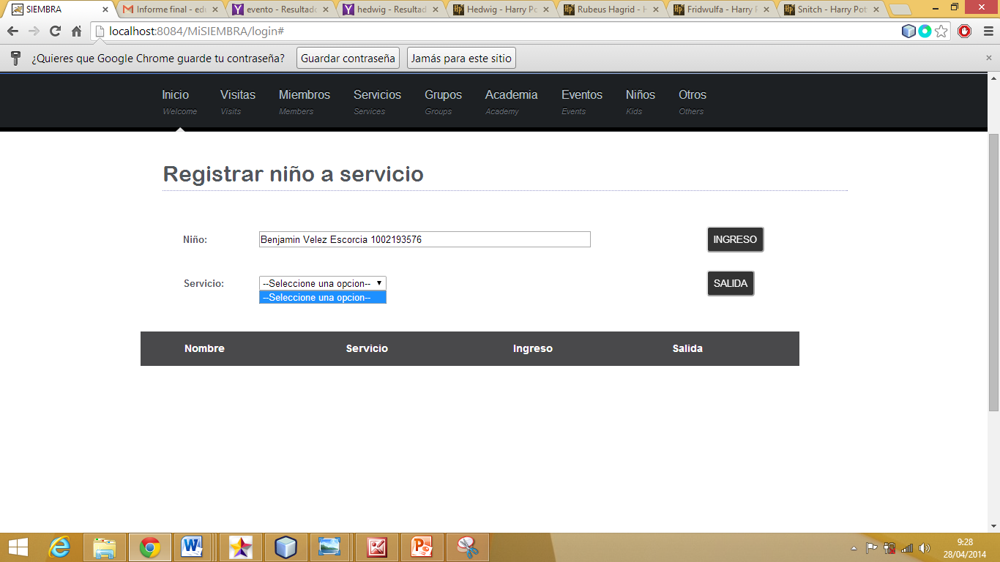 SIEMBRA
Informe final - edu
evento - Resultado
hedwig - Resultad
Hedwig - Harry Po
Rubeus Hagrid - H
Fridwulfa - Harry P
Snitch - Harry Pot
localhost:8084/MiSIEMBRA/login#
¿Quieres que Google Chrome guarde tu contraseña?
Guardar contraseña
Jamás para este sitio
Inicio Visitas Miembros Servicios Grupos Academia Eventos Niños Otros
Welcome Visits Members Services Groups Academy Events Kids Others
Registrar niño a servicio
Niño: Benjamin Velez Escorcia 1002193576 INGRESO
Servicio: --Seleccione una opcion-- SALIDA
--Seleccione una opcion--
Nombre Servicio Ingreso Salida
9:28
28/04/2014